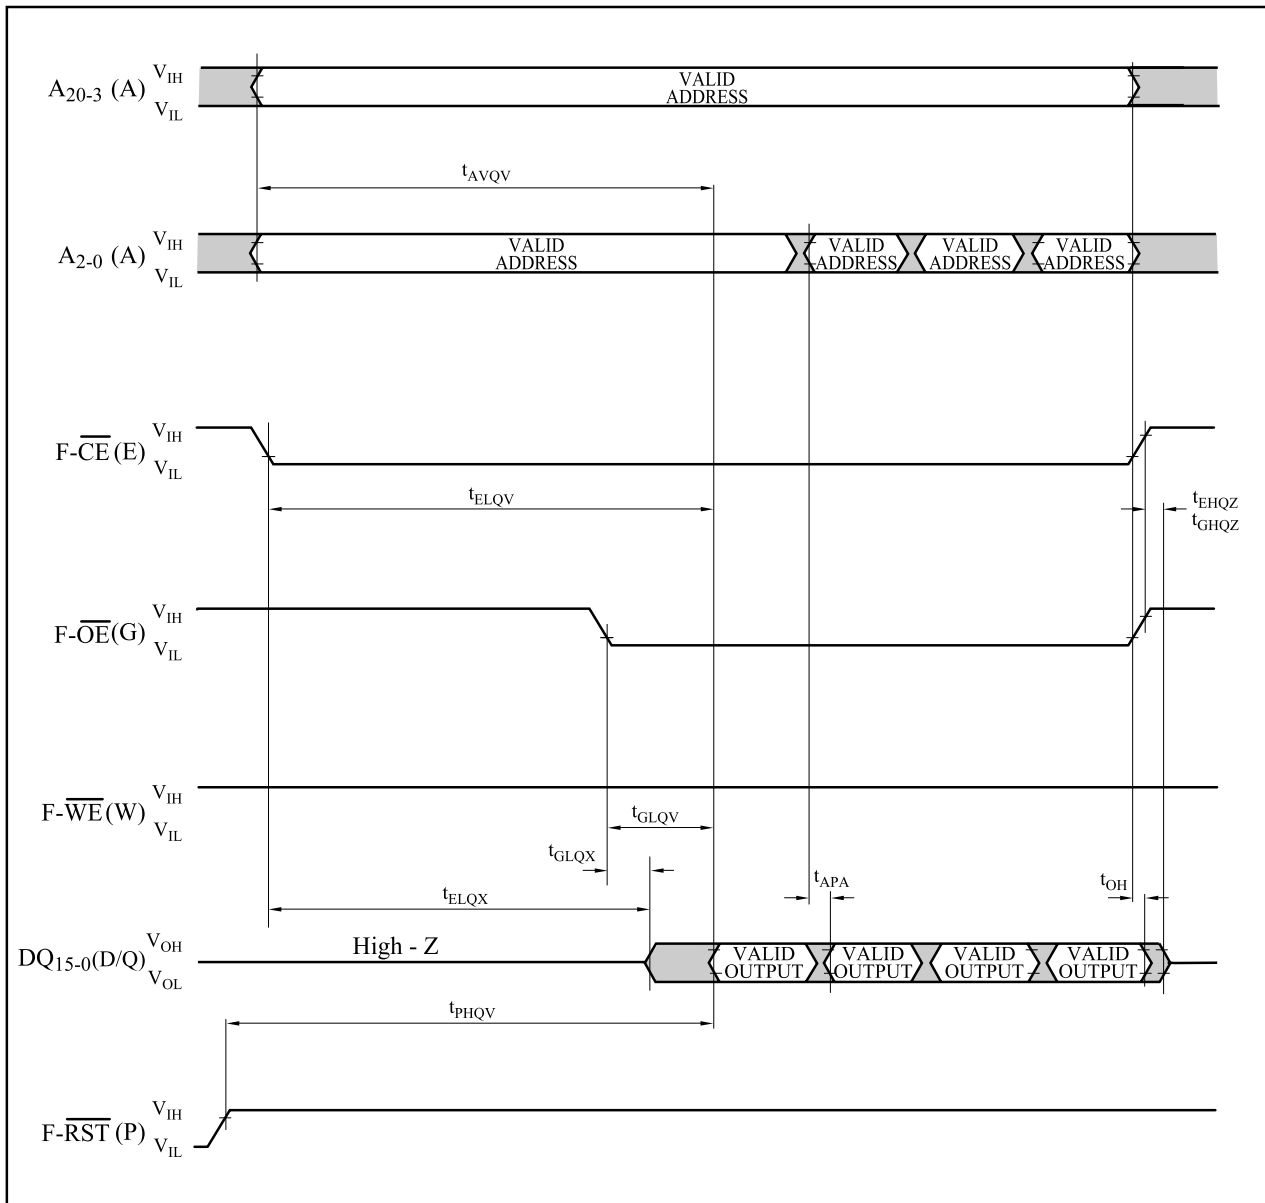 A20-3 (A) VIH VALID ADDRESS
VIL
tAVQV
A2-0 (A) VIH VALID ADDRESS VALID ADDRESS VALID ADDRESS VALID ADDRESS
VIL
F-CE (E) VIH
VIL
tELQV
tEHQZ
tGHQZ
F-OE (G) VIH
VIL
F-WE (W) VIH
VIL
tGLQV
tGLQX
tAPA
tOH
tELQX
DQ15-0 (D/Q) VOH High - Z VALID OUTPUT VALID OUTPUT VALID OUTPUT VALID OUTPUT
VOL
tPHQV
F-RST (P) VIH
VIL